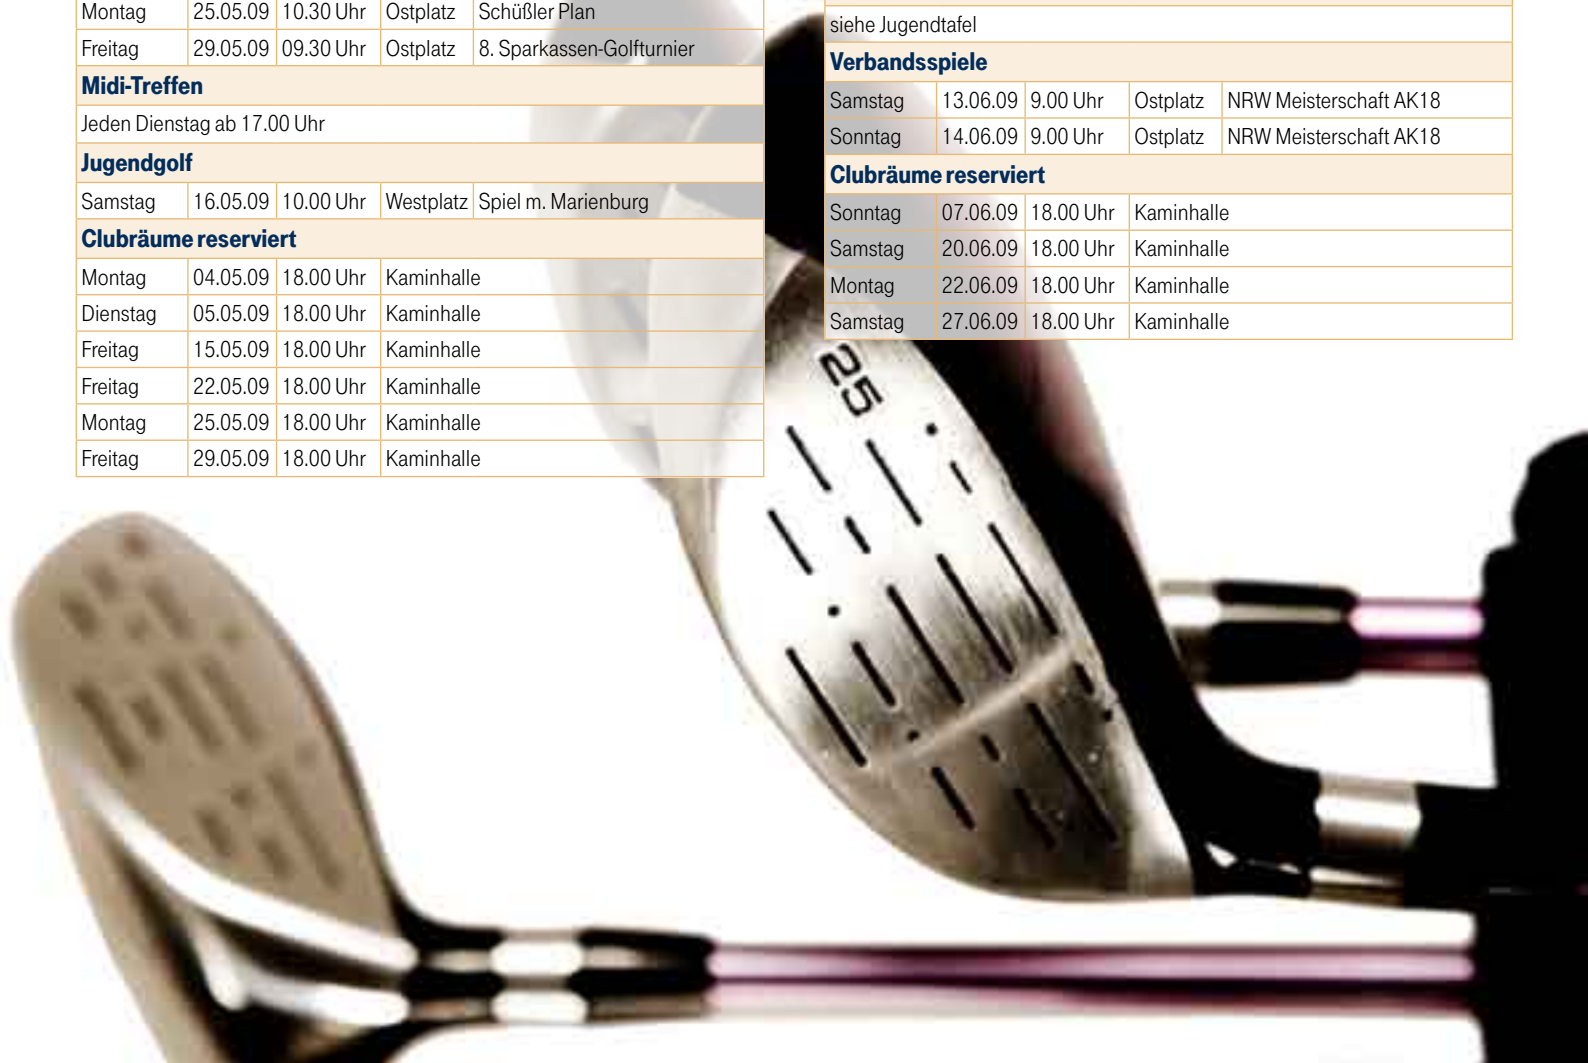 Montag 25.05.09 10.30 Uhr Ostplatz Schüßler Plan
Freitag 29.05.09 09.30 Uhr Ostplatz 8. Sparkassen-Golfturnier
Midi-Treffen
Jeden Dienstag ab 17.00 Uhr
Jugendgolf
Samstag 16.05.09 10.00 Uhr Westplatz Spiel m. Marienburg
Clubräume reserviert
Montag 04.05.09 18.00 Uhr Kaminhalle
Dienstag 05.05.09 18.00 Uhr Kaminhalle
Freitag 15.05.09 18.00 Uhr Kaminhalle
Freitag 22.05.09 18.00 Uhr Kaminhalle
Montag 25.05.09 18.00 Uhr Kaminhalle
Freitag 29.05.09 18.00 Uhr Kaminhalle
siehe Jugendtafel
Verbandsspiele
Samstag 13.06.09 9.00 Uhr Ostplatz NRW Meisterschaft AK18
Sonntag 14.06.09 9.00 Uhr Ostplatz NRW Meisterschaft AK18
Clubräume reserviert
Sonntag 07.06.09 18.00 Uhr Kaminhalle
Samstag 20.06.09 18.00 Uhr Kaminhalle
Montag 22.06.09 18.00 Uhr Kaminhalle
Samstag 27.06.09 18.00 Uhr Kaminhalle
25